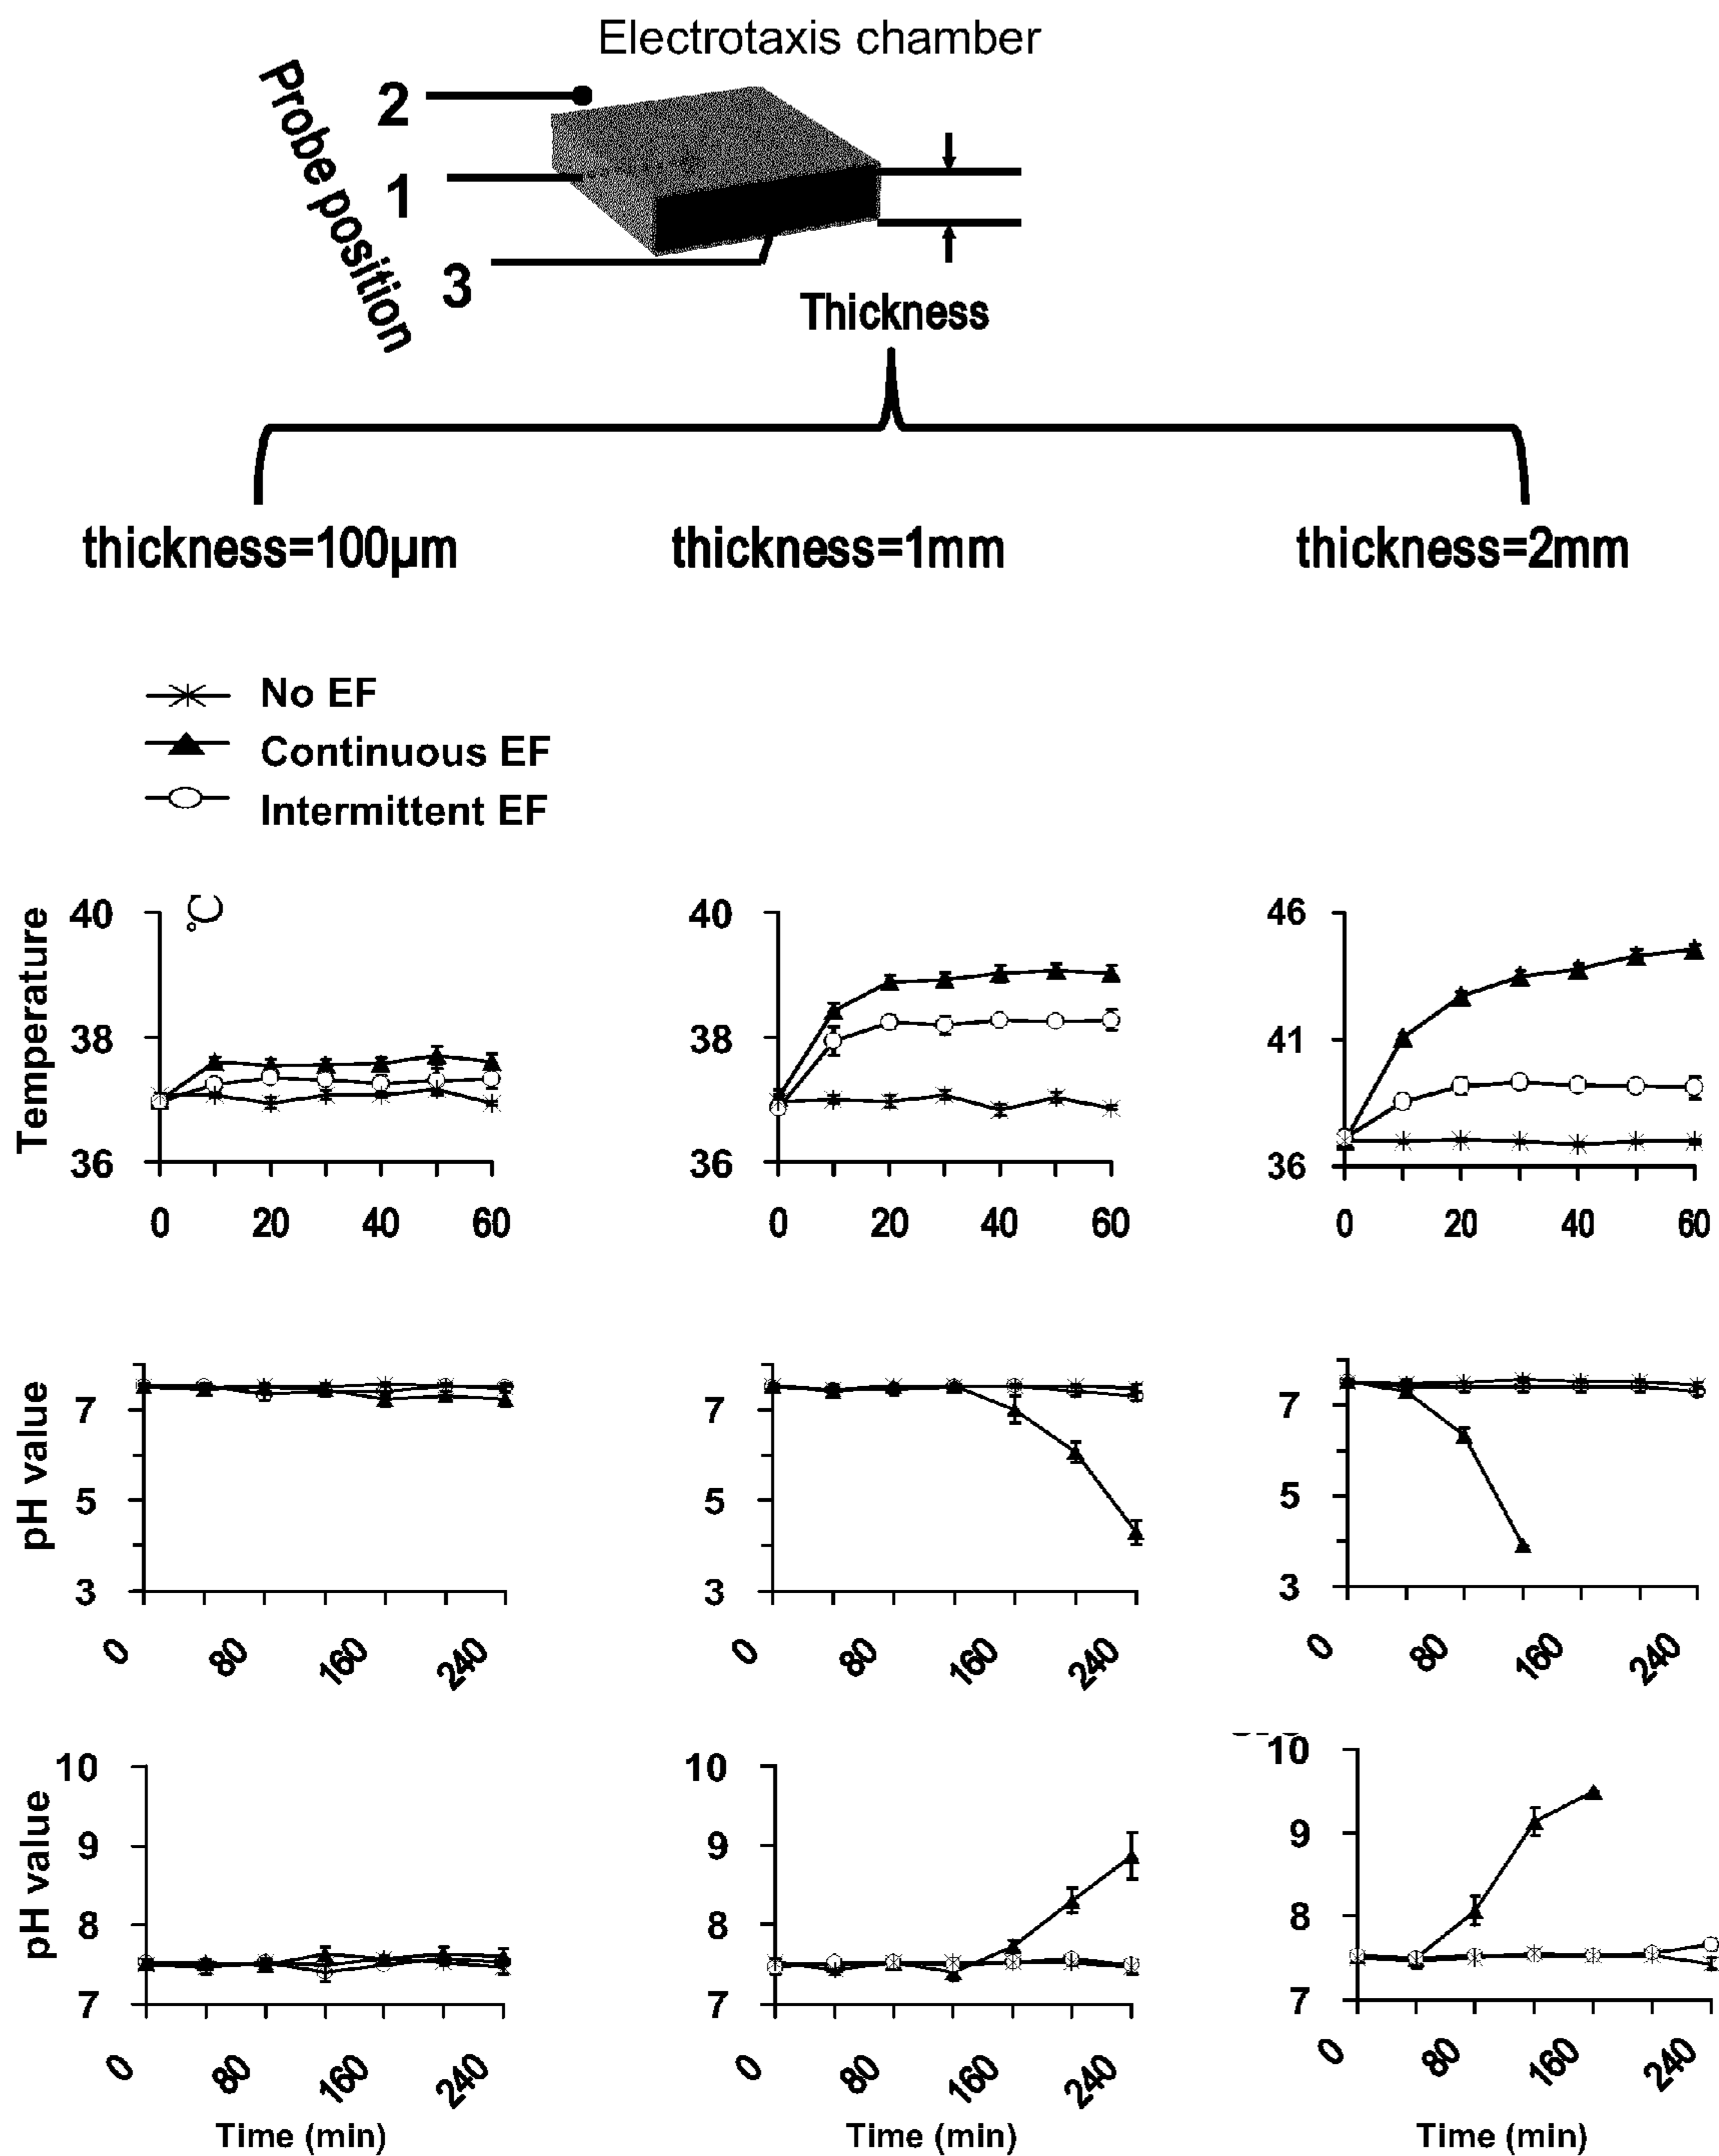 Electrotaxis chamber
Probe position
2
1
3
Thickness
thickness=100µm
thickness=1mm
thickness=2mm
No EF
Continuous EF
Intermittent EF
Temperature
°C
40
38
36
0 20 40 60
40
38
36
0 20 40 60
46
41
36
0 20 40 60
pH value
7
5
3
0 80 160 240
7
5
3
0 80 160 240
7
5
3
0 80 160 240
pH value
10
9
8
7
0 80 160 240
Time (min)
10
9
8
7
0 80 160 240
Time (min)
10
9
8
7
0 80 160 240
Time (min)